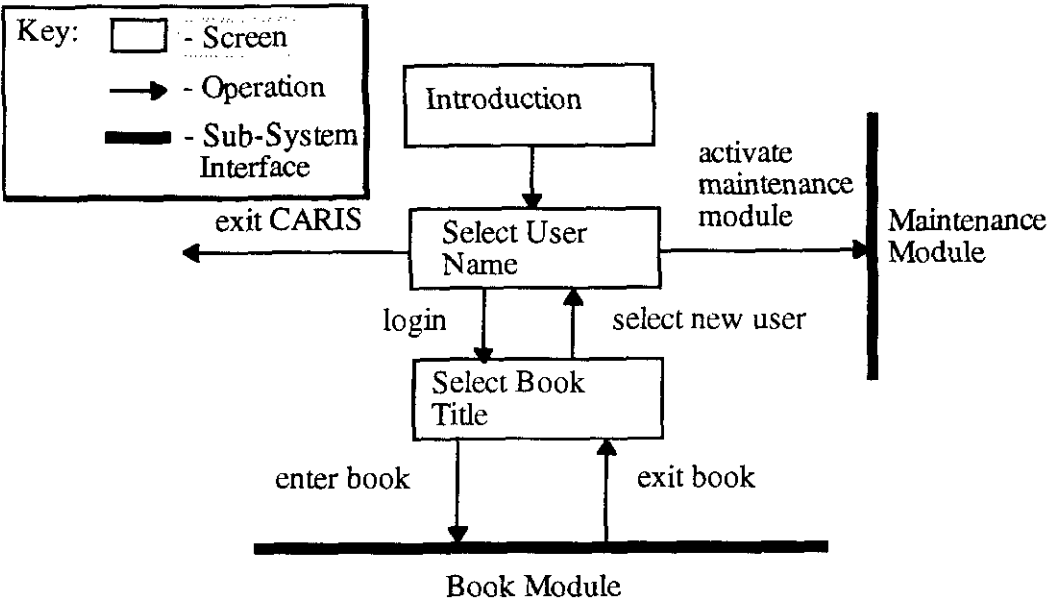 Key:
- Screen
- Operation
- Sub-System
Interface
Introduction
activate
maintenance
module
exit CARIS
Select User
Name
Maintenance
Module
login
select new user
Select Book
Title
enter book
exit book
Book Module